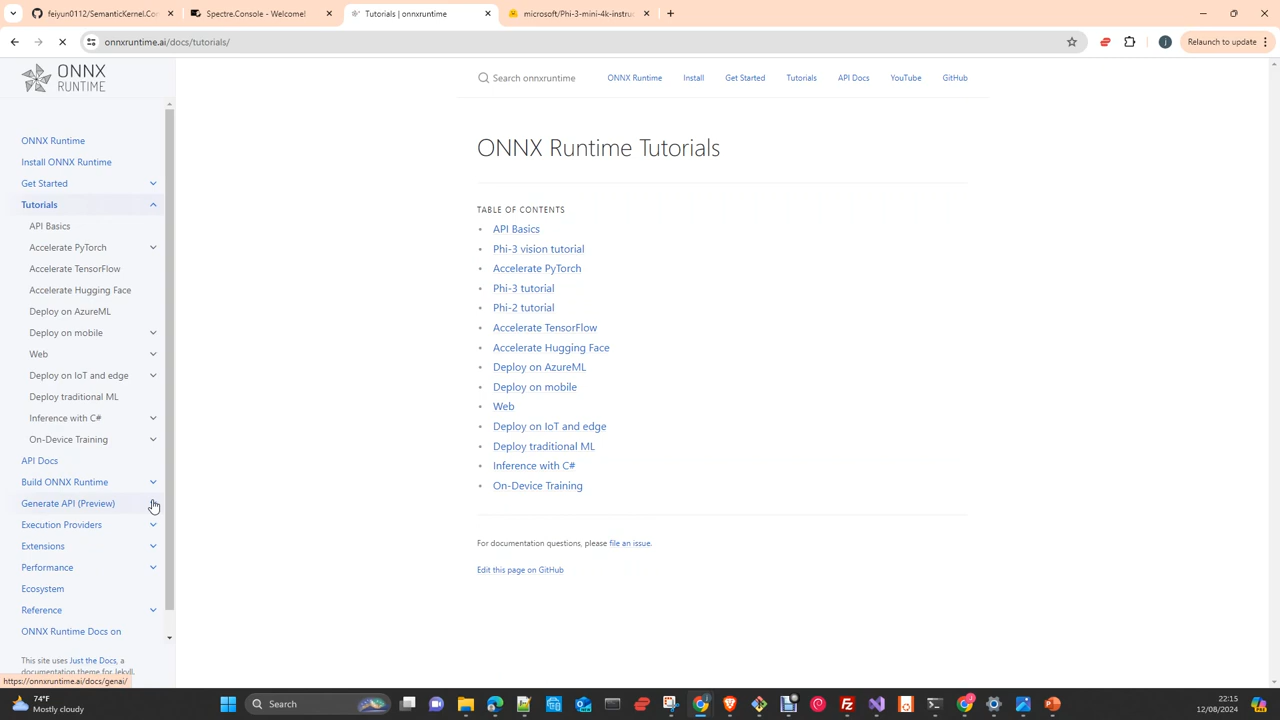 feiyun0112/SemanticKernel.Con
Spectre.Console - Welcome!
Tutorials | onnxruntime
microsoft/Phi-3-mini-4k-instruc
onnxruntime.ai/docs/tutorials/
i
Relaunch to update
ONNX
RUNTIME
Search onnxruntime
ONNX Runtime
Install
Get Started
Tutorials
API Docs
YouTube
GitHub
ONNX Runtime
Install ONNX Runtime
Get Started
Tutorials
API Basics
Accelerate PyTorch
Accelerate TensorFlow
Accelerate Hugging Face
Deploy on AzureML
Deploy on mobile
Web
Deploy on IoT and edge
Deploy traditional ML
Inference with C#
On-Device Training
API Docs
Build ONNX Runtime
Generate API (Preview)
Execution Providers
Extensions
Performance
Ecosystem
Reference
ONNX Runtime Docs on
This site uses Just the Docs, a
documentation theme for Jekyll.
https://onnxruntime.ai/docs/genai/
ONNX Runtime Tutorials
TABLE OF CONTENTS
API Basics
Phi-3 vision tutorial
Accelerate PyTorch
Phi-3 tutorial
Phi-2 tutorial
Accelerate TensorFlow
Accelerate Hugging Face
Deploy on AzureML
Deploy on mobile
Web
Deploy on IoT and edge
Deploy traditional ML
Inference with C#
On-Device Training
For documentation questions, please file an issue.
Edit this page on GitHub
74°F
Mostly cloudy
Search
22:15
12/08/2024